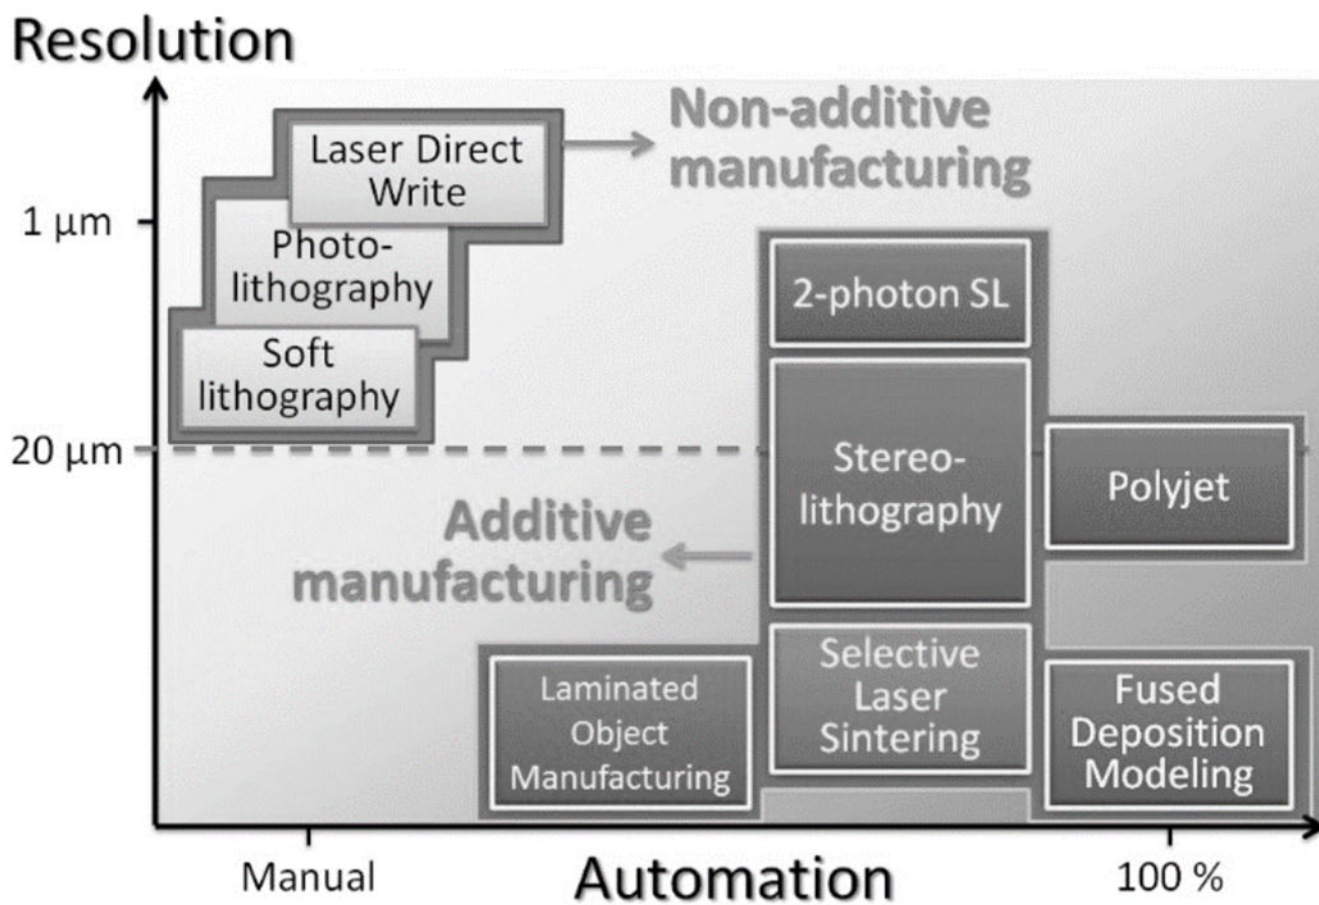 Resolution
Non-additive
manufacturing
Laser Direct
Write
1 μm
Photo-
lithography
2-photon SL
Soft
lithography
20 μm
Stereo-
lithography
Polyjet
Additive
manufacturing
Laminated
Object
Manufacturing
Selective
Laser
Sintering
Fused
Deposition
Modeling
Manual
Automation
100 %